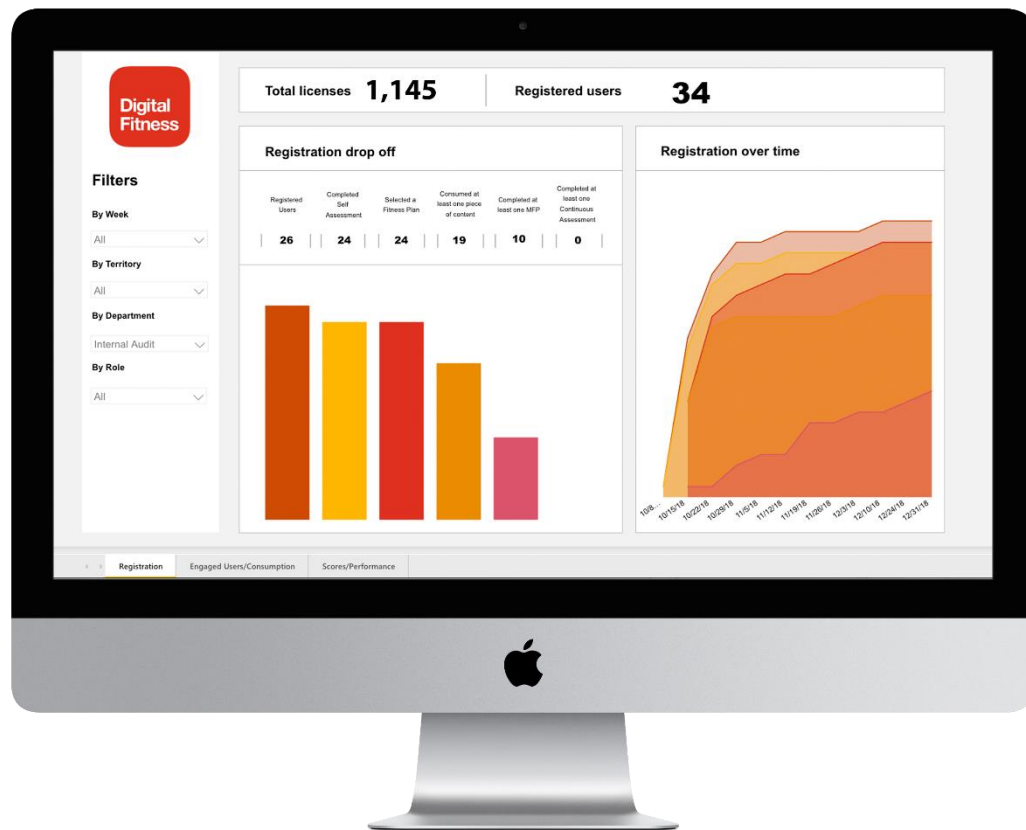 Digital
Fitness
Filters
By Week
All
By Territory
All
By Department
Internal Audit
By Role
All
Total licenses 1,145
Registered users 34
Registration drop off
Registered
Users
26
Completed
Self
Assessment
24
Selected a
Fitness Plan
24
Consumed at
least one piece
of content
19
Completed at
least one MFP
10
Completed at
least one
Continuous
Assessment
0
Registration over time
10/8...
10/15/18
10/22/18
10/29/18
11/5/18
11/12/18
11/19/18
11/26/18
12/3/18
12/10/18
12/24/18
12/31/18
Registration
Engaged Users/Consumption
Scores/Performance